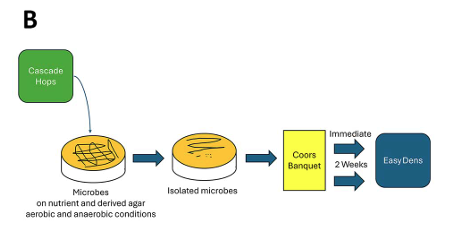 B
Cascade
Hops
Microbes
on nutrient and derived agar
aerobic and anaerobic conditions
Isolated microbes
Coors
Banquet
Immediate
2 Weeks
EasyDens